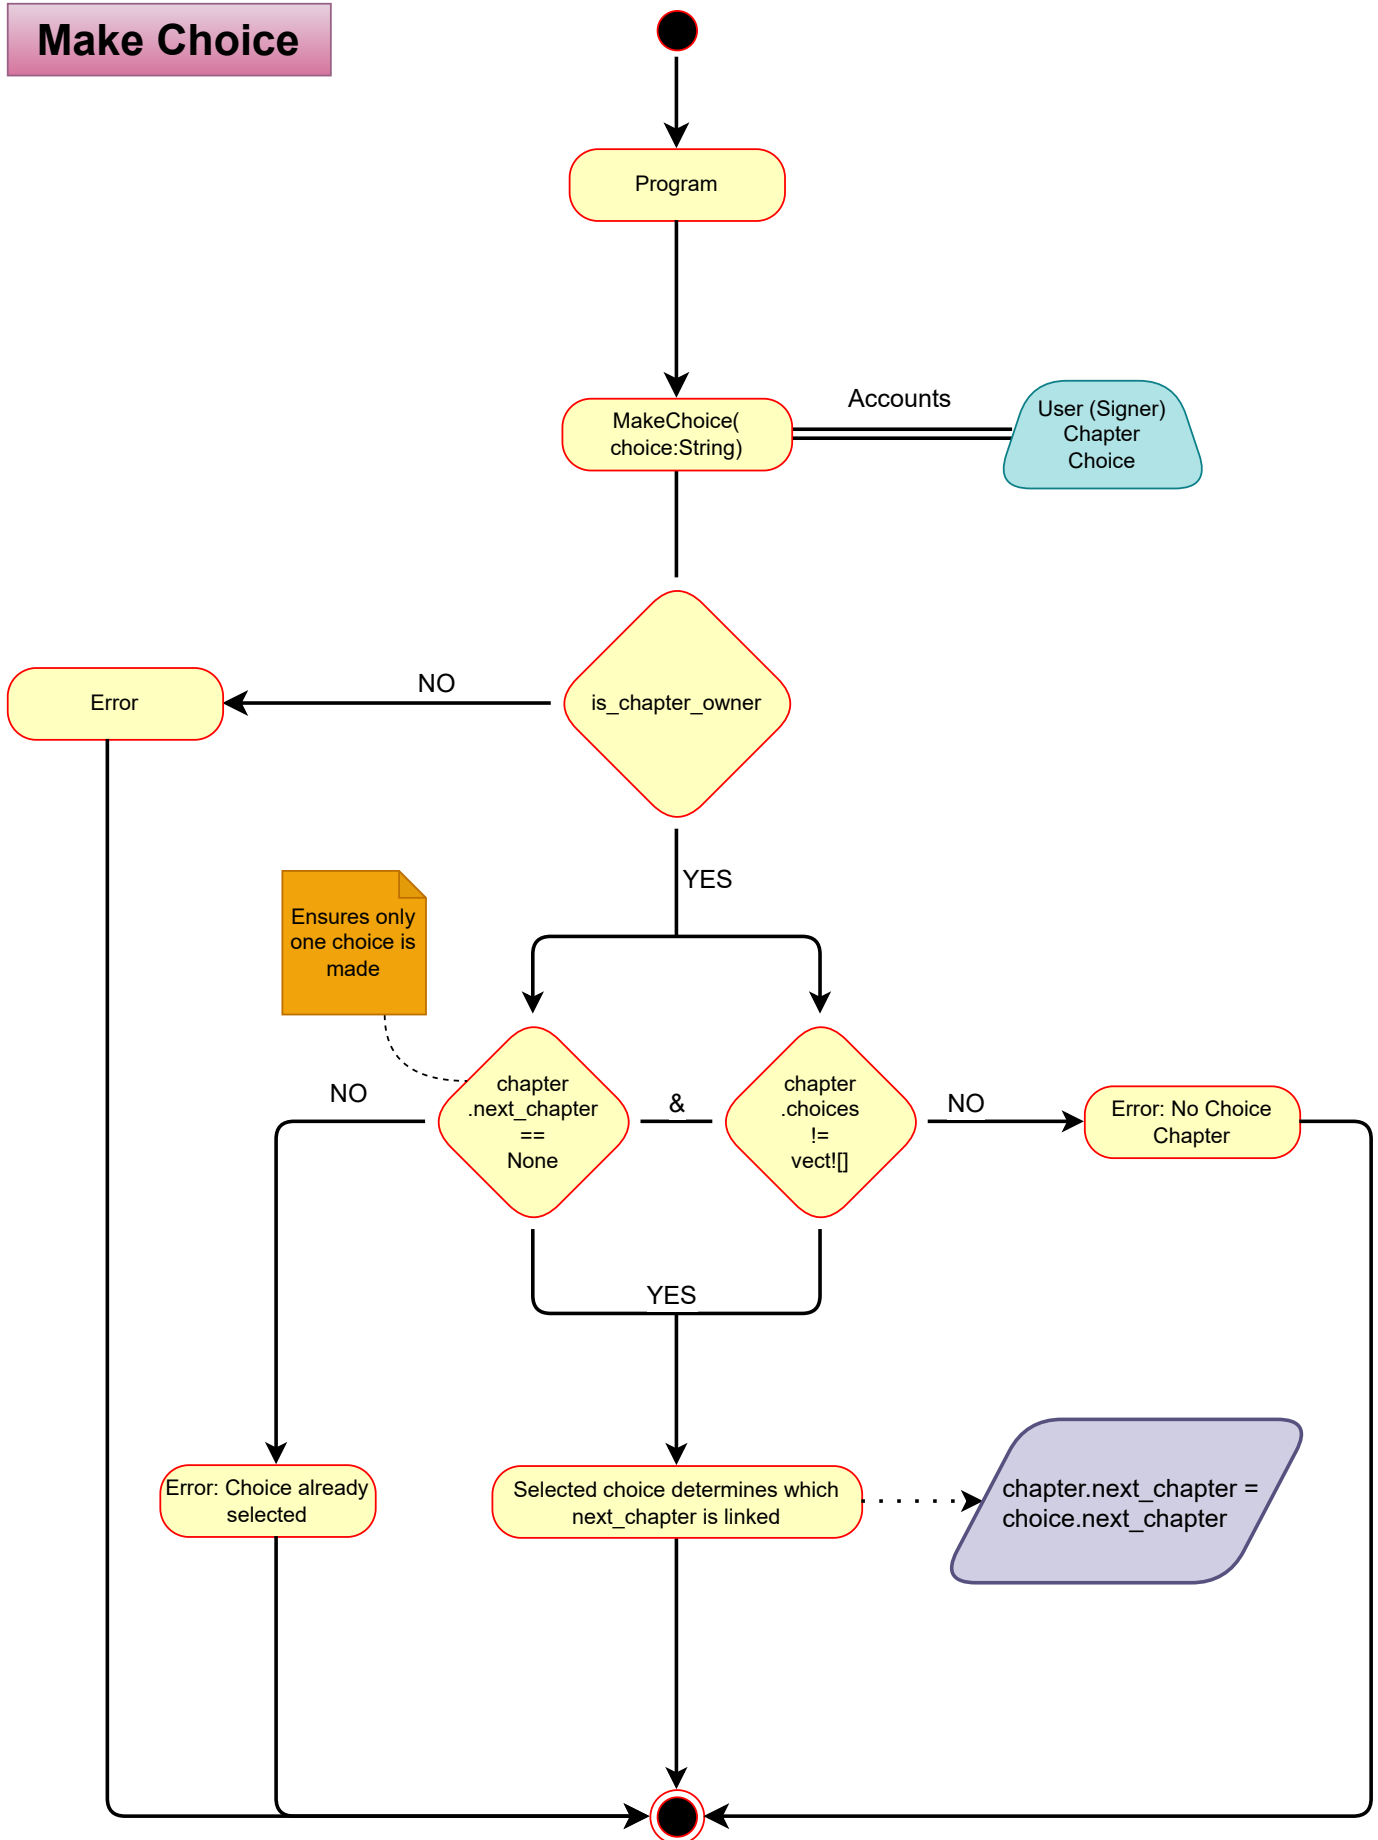 Make Choice
Program
MakeChoice(
choice:String)
Accounts
User (Signer)
Chapter
Choice
is_chapter_owner
NO
Error
YES
Ensures only
one choice is
made
chapter
.next_chapter
==
None
NO
&
chapter
.choices
!=
vect![]
NO
Error: No Choice
Chapter
YES
Error: Choice already
selected
Selected choice determines which
next_chapter is linked
chapter.next_chapter =
choice.next_chapter